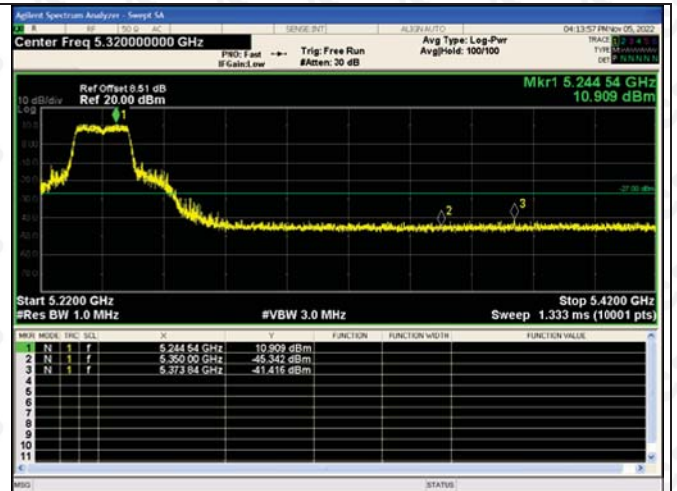 Agilent Spectrum Analyzer - Swept SA
R RF 50 Ω AC SENSE:INT ALIGN AUTO 04:13:57 PM Nov 05, 2022
Center Freq 5.320000000 GHz
PNO: Fast
IFGain:Low
Trig: Free Run
#Atten: 30 dB
Avg Type: Log-Pwr
Avg|Hold: 100/100
TRACE 1 2 3 4 5 6
TYPE
DET P N N N N N
Mkr1 5.244 54 GHz
10.909 dBm
Ref Offset 8.51 dB
10 dB/div Ref 20.00 dBm
Log
1
-27.00 dBm
2
3
Start 5.2200 GHz Stop 5.4200 GHz
#Res BW 1.0 MHz #VBW 3.0 MHz Sweep 1.333 ms (10001 pts)
MKR MODE TRC SCL X Y FUNCTION FUNCTION WIDTH FUNCTION VALUE
1 N 1 f 5.244 54 GHz 10.909 dBm
2 N 1 f 5.350 00 GHz -45.342 dBm
3 N 1 f 5.373 84 GHz -41.416 dBm
4
5
6
7
8
9
10
11
MSG STATUS